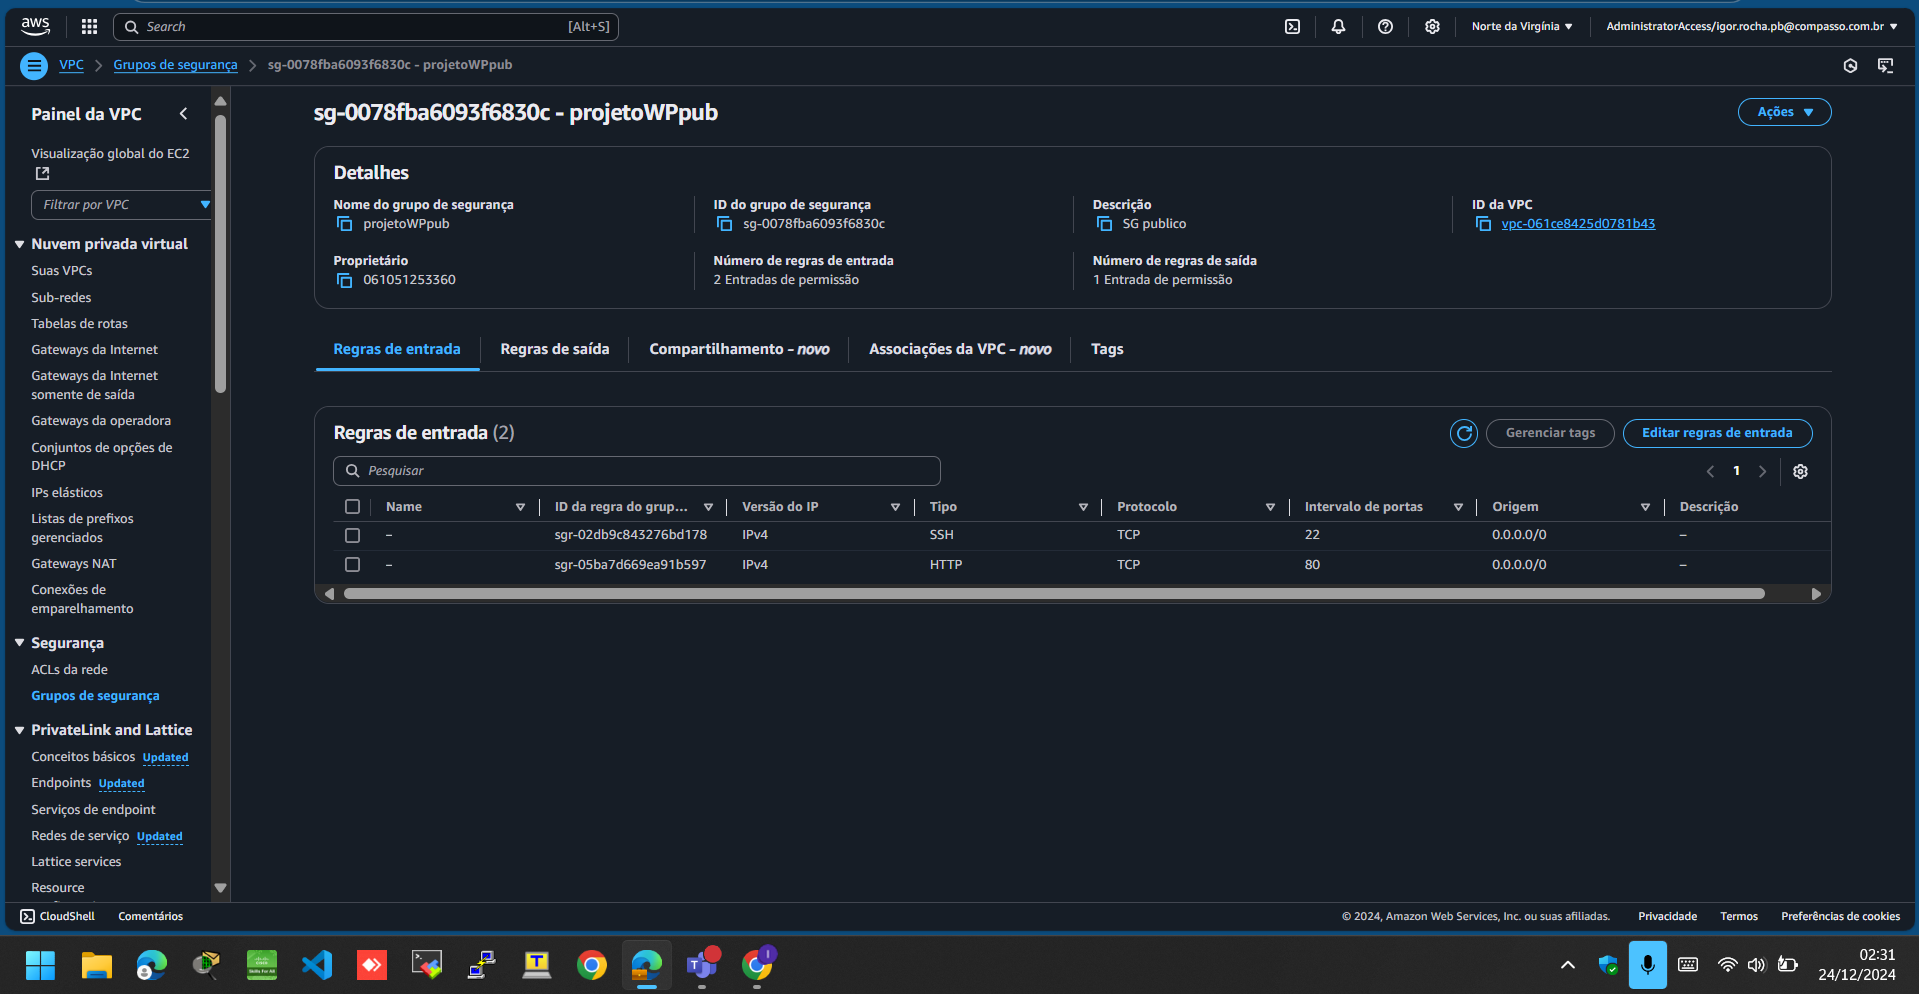 aws
Search
[Alt+S]
Norte da Virgínia
AdministratorAccess/igor.rocha.pb@compasso.com.br
VPC
Grupos de segurança
sg-0078fba6093f6830c - projetoWPpub
Painel da VPC
Visualização global do EC2
Filtrar por VPC
Nuvem privada virtual
Suas VPCs
Sub-redes
Tabelas de rotas
Gateways da Internet
Gateways da Internet
somente de saída
Gateways da operadora
Conjuntos de opções de
DHCP
IPs elásticos
Listas de prefixos
gerenciados
Gateways NAT
Conexões de
emparelhamento
Segurança
ACLs da rede
Grupos de segurança
PrivateLink and Lattice
Conceitos básicos Updated
Endpoints Updated
Serviços de endpoint
Redes de serviço Updated
Lattice services
Resource
sg-0078fba6093f6830c - projetoWPpub
Ações
Detalhes
Nome do grupo de segurança
projetoWPpub
ID do grupo de segurança
sg-0078fba6093f6830c
Descrição
SG publico
ID da VPC
vpc-061ce8425d0781b43
Proprietário
061051253360
Número de regras de entrada
2 Entradas de permissão
Número de regras de saída
1 Entrada de permissão
Regras de entrada
Regras de saída
Compartilhamento - novo
Associações da VPC - novo
Tags
Regras de entrada (2)
Gerenciar tags
Editar regras de entrada
Pesquisar
1
Name ID da regra do grup... Versão do IP Tipo Protocolo Intervalo de portas Origem Descrição
– sgr-02db9c843276bd178 IPv4 SSH TCP 22 0.0.0.0/0 –
– sgr-05ba7d669ea91b597 IPv4 HTTP TCP 80 0.0.0.0/0 –
CloudShell
Comentários
© 2024, Amazon Web Services, Inc. ou suas afiliadas.
Privacidade
Termos
Preferências de cookies
02:31
24/12/2024